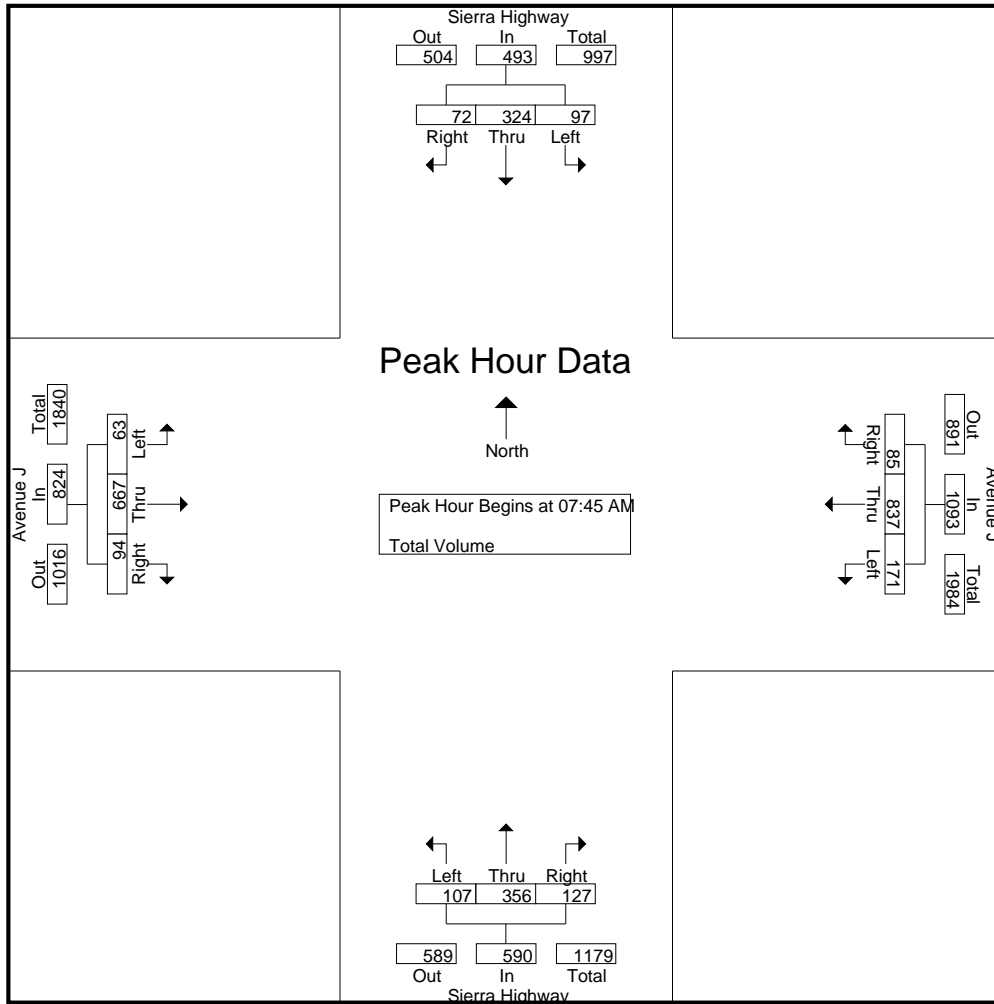 Sierra Highway
Out In Total
504 493 997
72 324 97
Right Thru Left
Peak Hour Data
North
Peak Hour Begins at 07:45 AM
Total Volume
Avenue J
Out In Total
1016 824 1840
94 667 63
Right Thru Left
Avenue J
Out In Total
891 1093 1984
85 837 171
Right Thru Left
Left Thru Right
107 356 127
589 590 1179
Out In Total
Sierra Highway